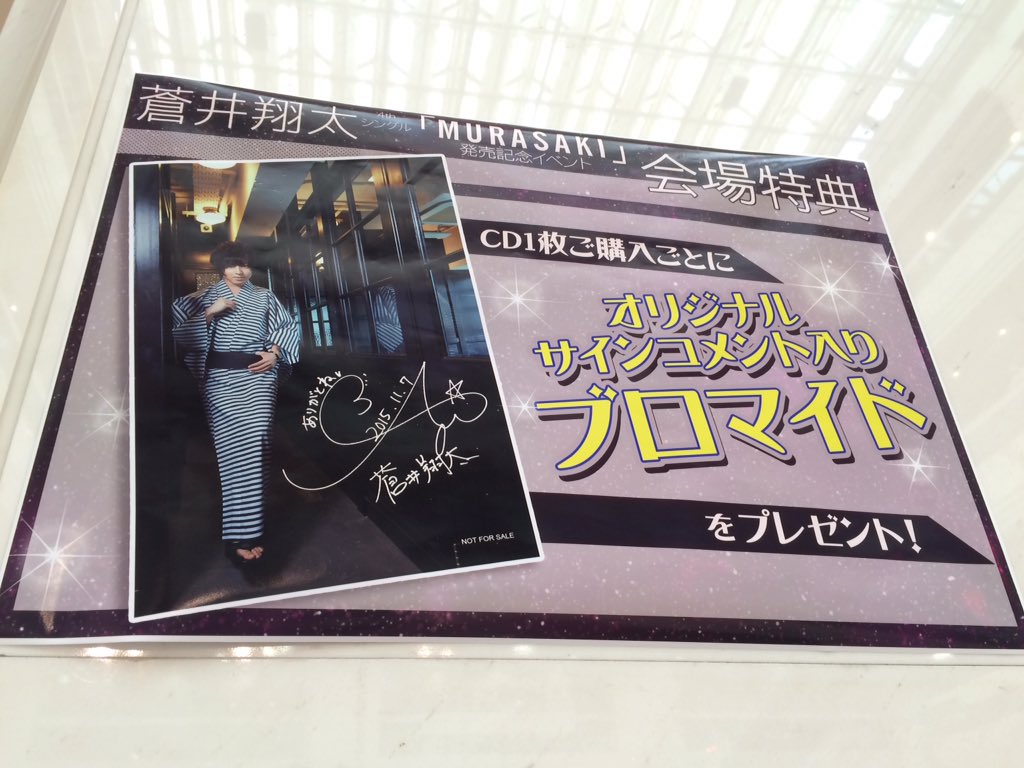 蒼井翔太 4thシングル「MURASAKI」発売記念イベント 会場特典
CD1枚ご購入ごとに
オリジナル
サインコメント入り
ブロマイド
をプレゼント!
ありがとね
2015.11.7
蒼井翔太
NOT FOR SALE